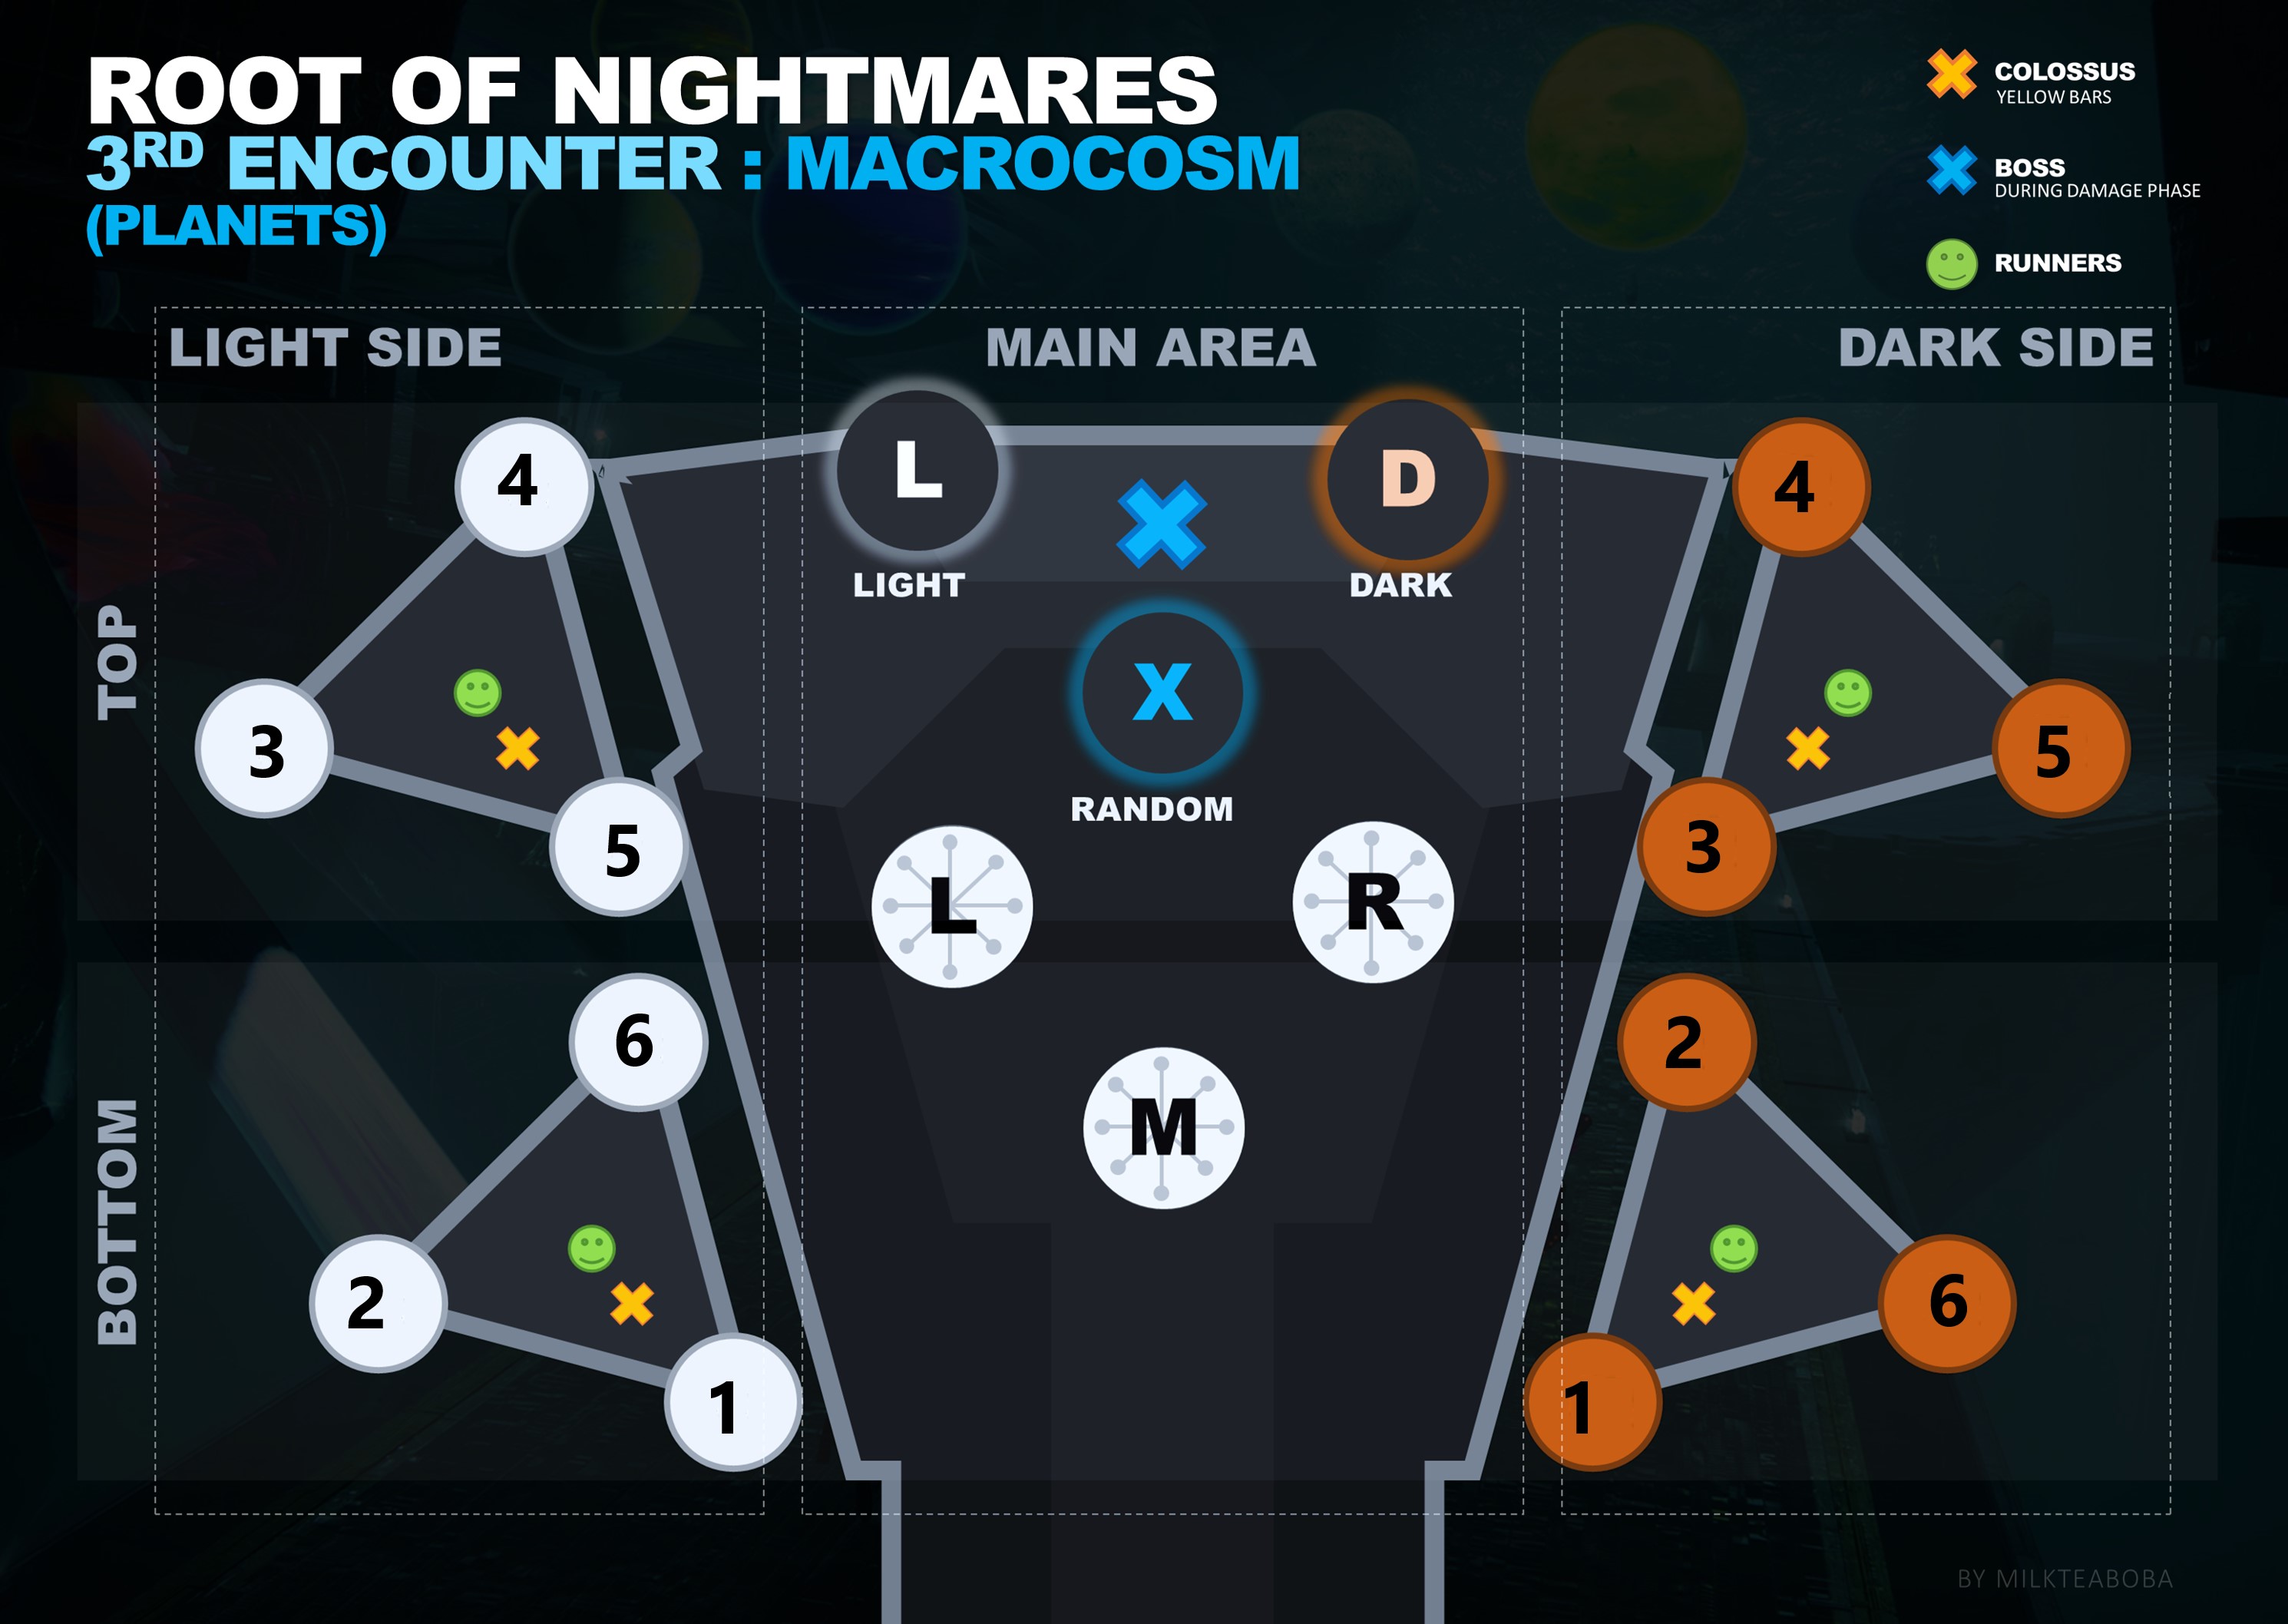 ROOT OF NIGHTMARES
3RD ENCOUNTER : MACROCOSM
(PLANETS)
COLOSSUS
YELLOW BARS
BOSS
DURING DAMAGE PHASE
RUNNERS
LIGHT SIDE
MAIN AREA
DARK SIDE
TOP
4
3
5
L
LIGHT
D
DARK
X
RANDOM
L
R
M
4
5
3
BOTTOM
6
2
1
2
6
1
BY MILKTEABOBA